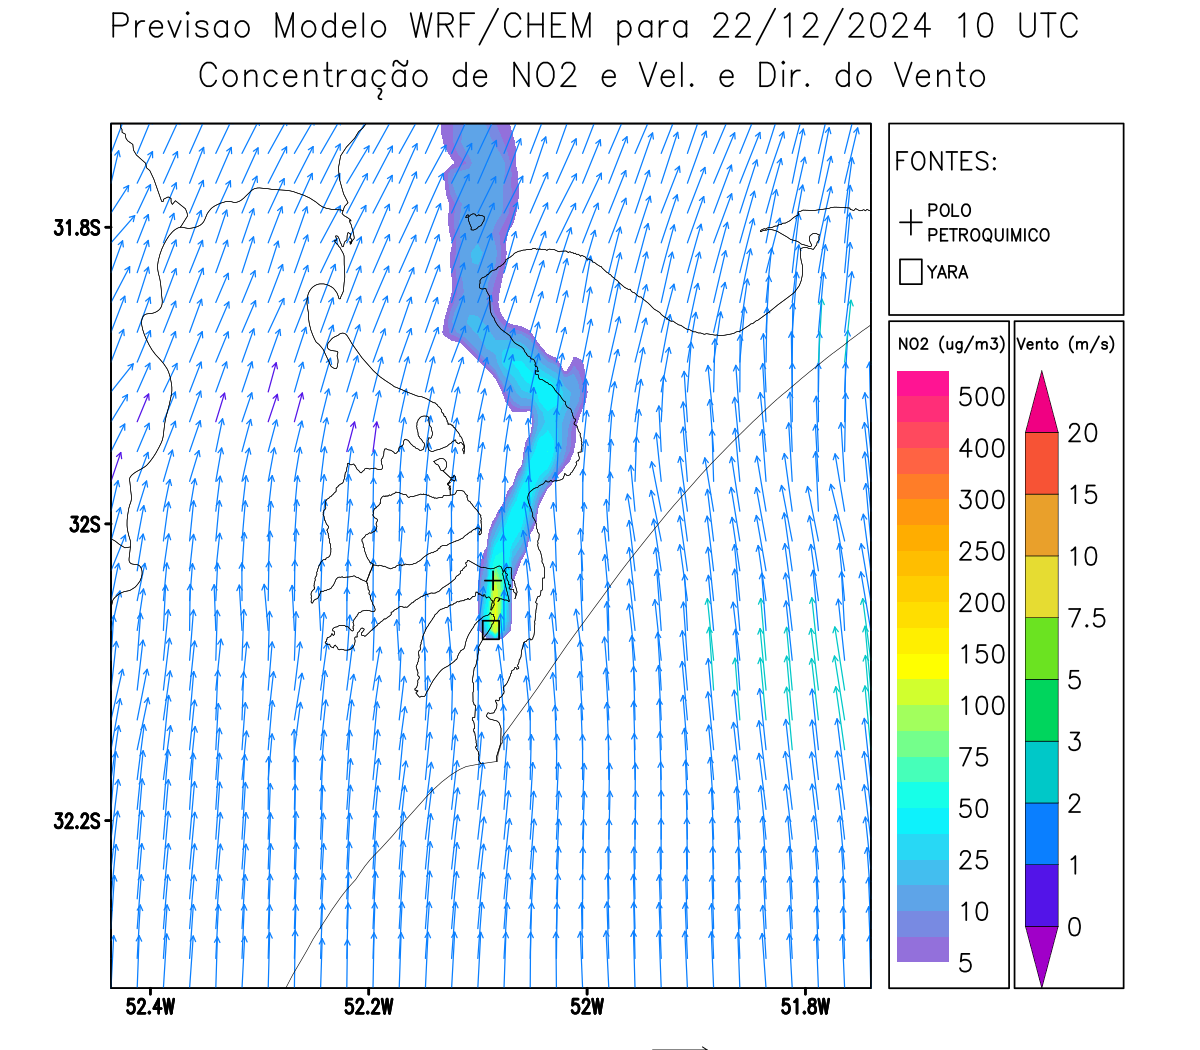 Previsao Modelo WRF/CHEM para 22/12/2024 10 UTC
Concentração de NO2 e Vel. e Dir. do Vento
FONTES:
POLO
PETROQUIMICO
YARA
NO2 (ug/m3)
500
400
300
250
200
150
100
75
50
25
10
5
Vento (m/s)
20
15
10
7.5
5
3
2
1
0
31.8S
32S
32.2S
52.4W
52.2W
52W
51.8W